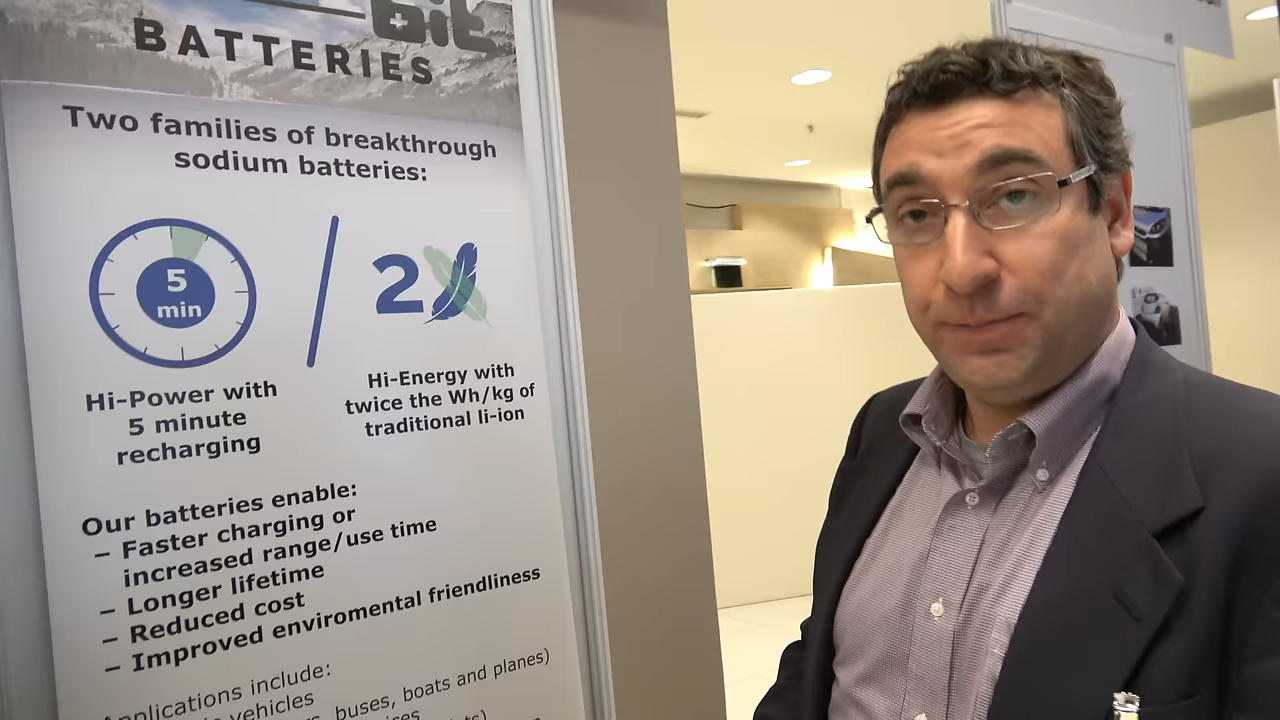 BATTERIES
Two families of breakthrough
sodium batteries:
5
min
2
Hi-Power with
5 minute
recharging
Hi-Energy with
twice the Wh/kg of
traditional li-ion
Our batteries enable:
– Faster charging or
increased range/use time
– Longer lifetime
– Reduced cost
– Improved enviromental friendliness
Applications include:
vehicles
buses, boats and planes)